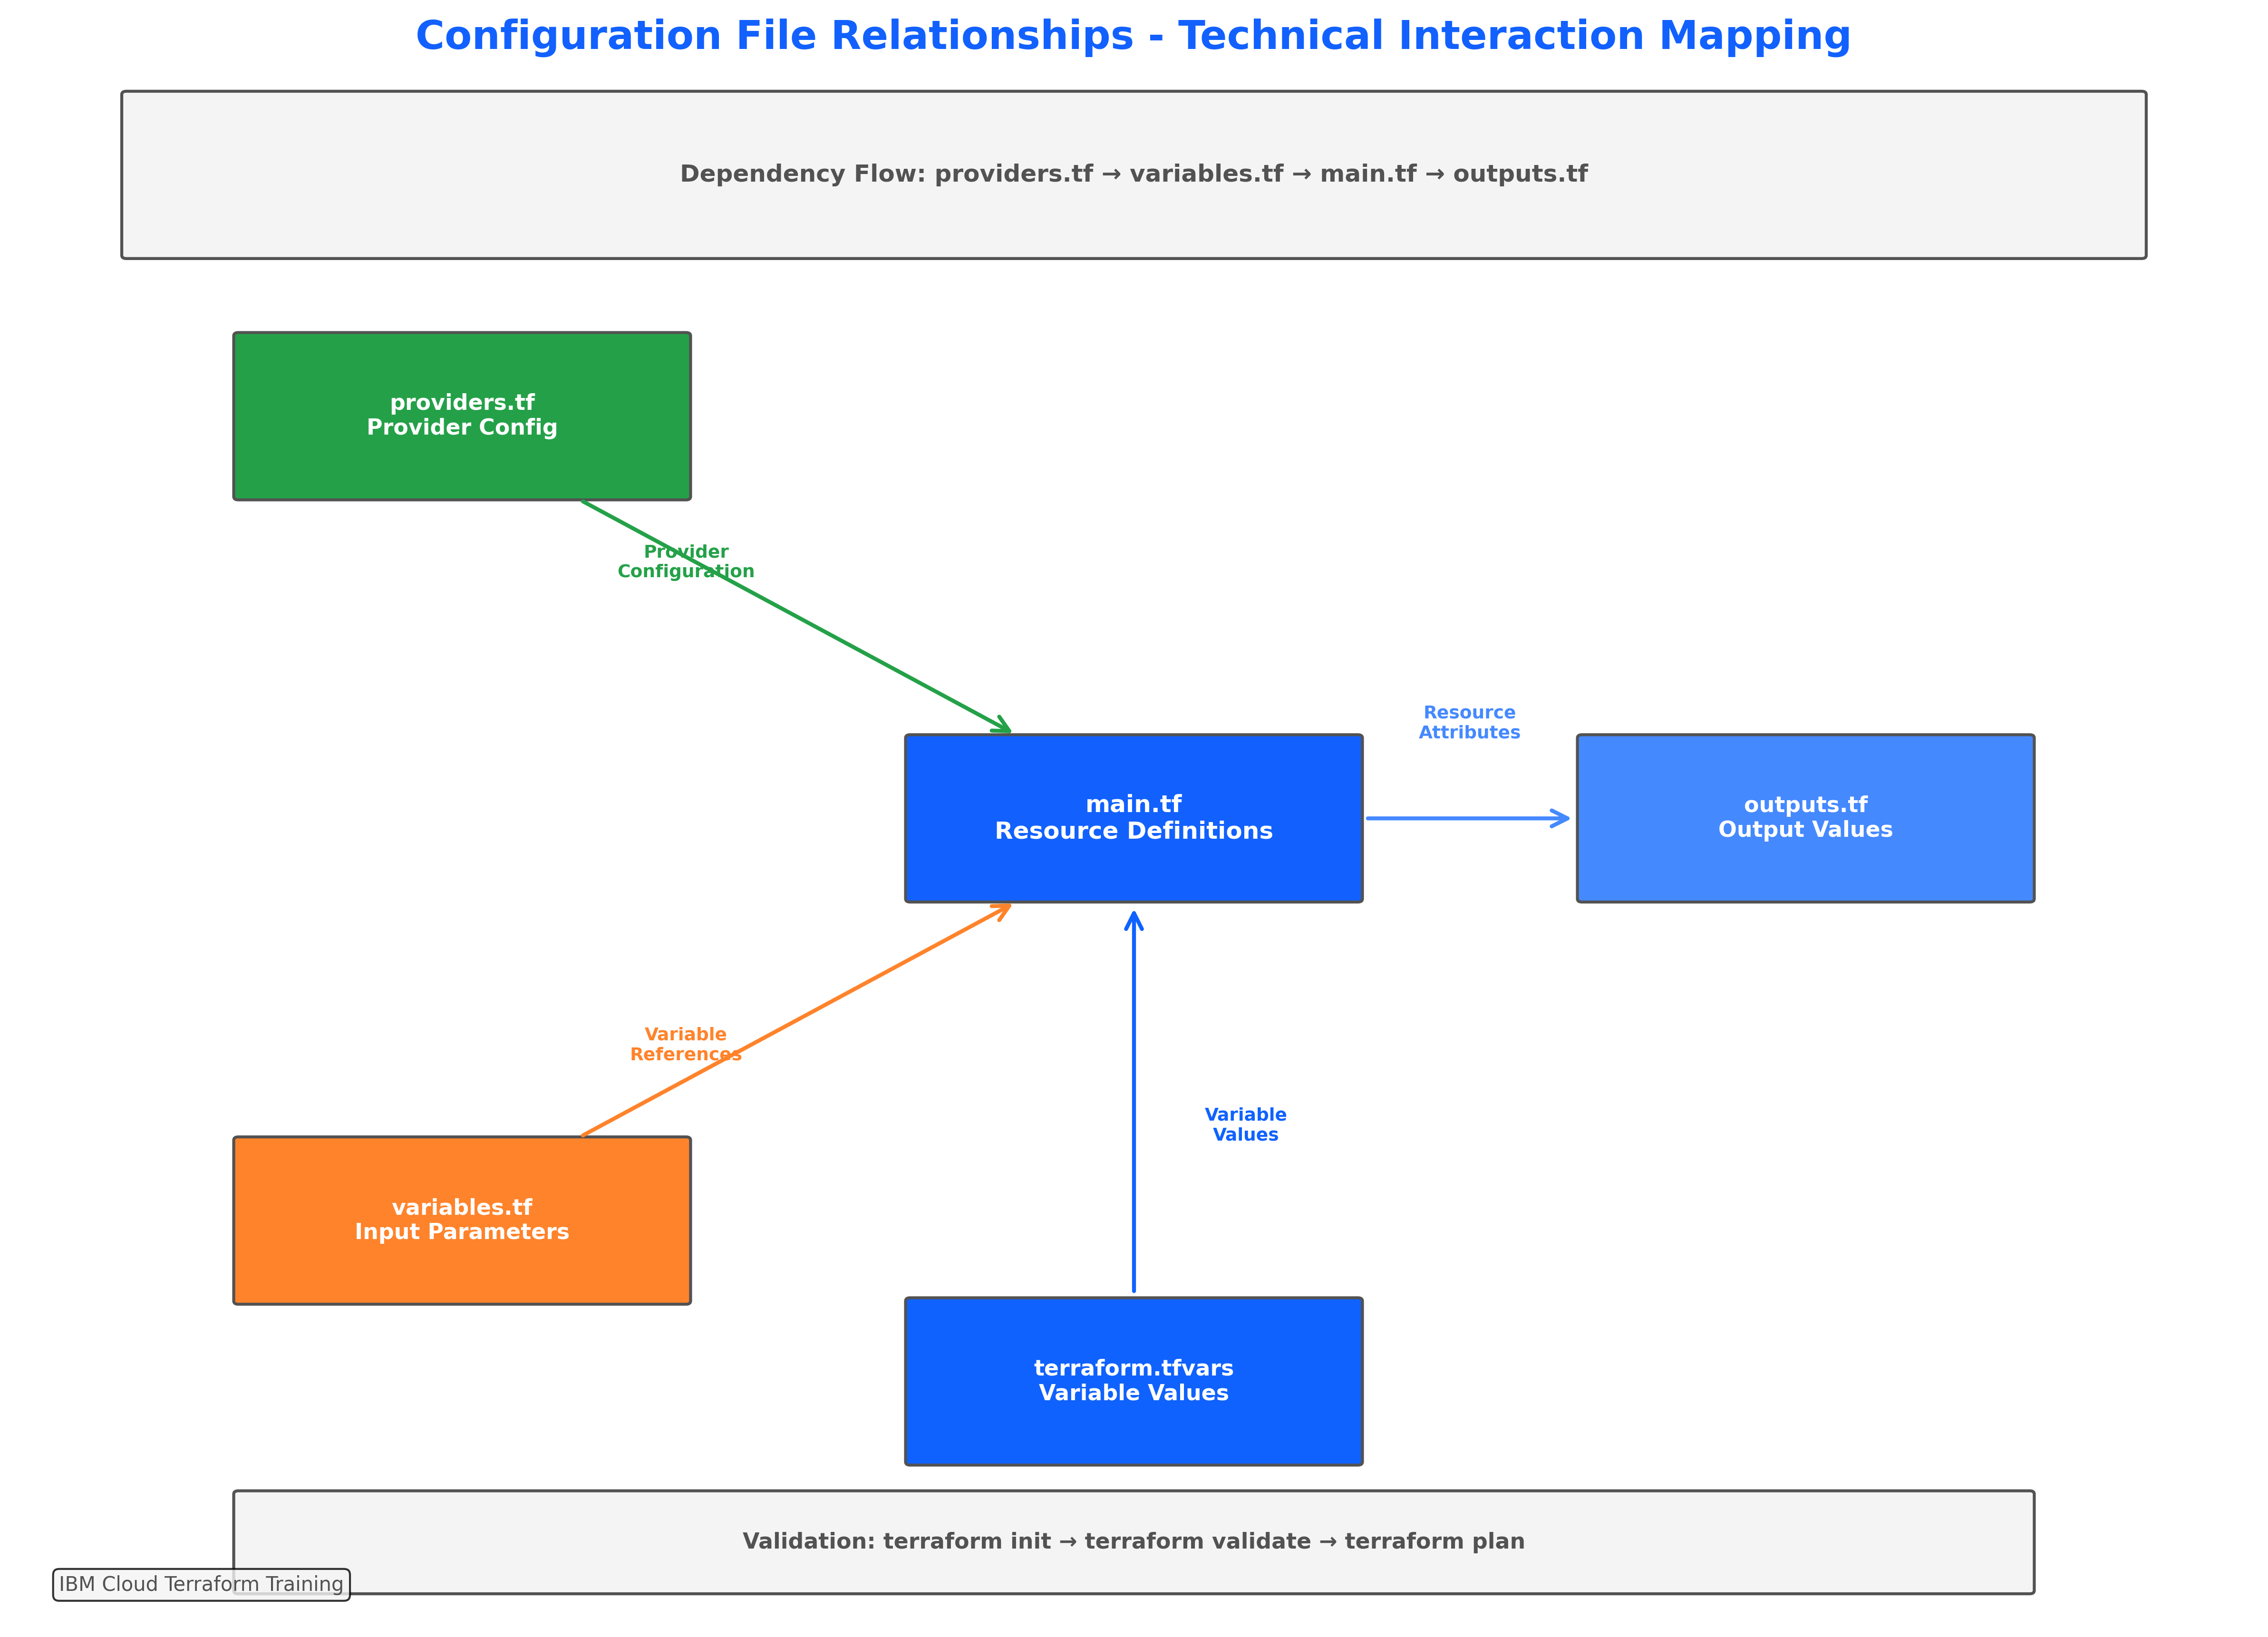 Configuration File Relationships - Technical Interaction Mapping
Dependency Flow: providers.tf → variables.tf → main.tf → outputs.tf
providers.tf
Provider Config
Provider
Configuration
Resource
Attributes
main.tf
Resource Definitions
outputs.tf
Output Values
Variable
References
Variable
Values
variables.tf
Input Parameters
terraform.tfvars
Variable Values
Validation: terraform init → terraform validate → terraform plan
IBM Cloud Terraform Training